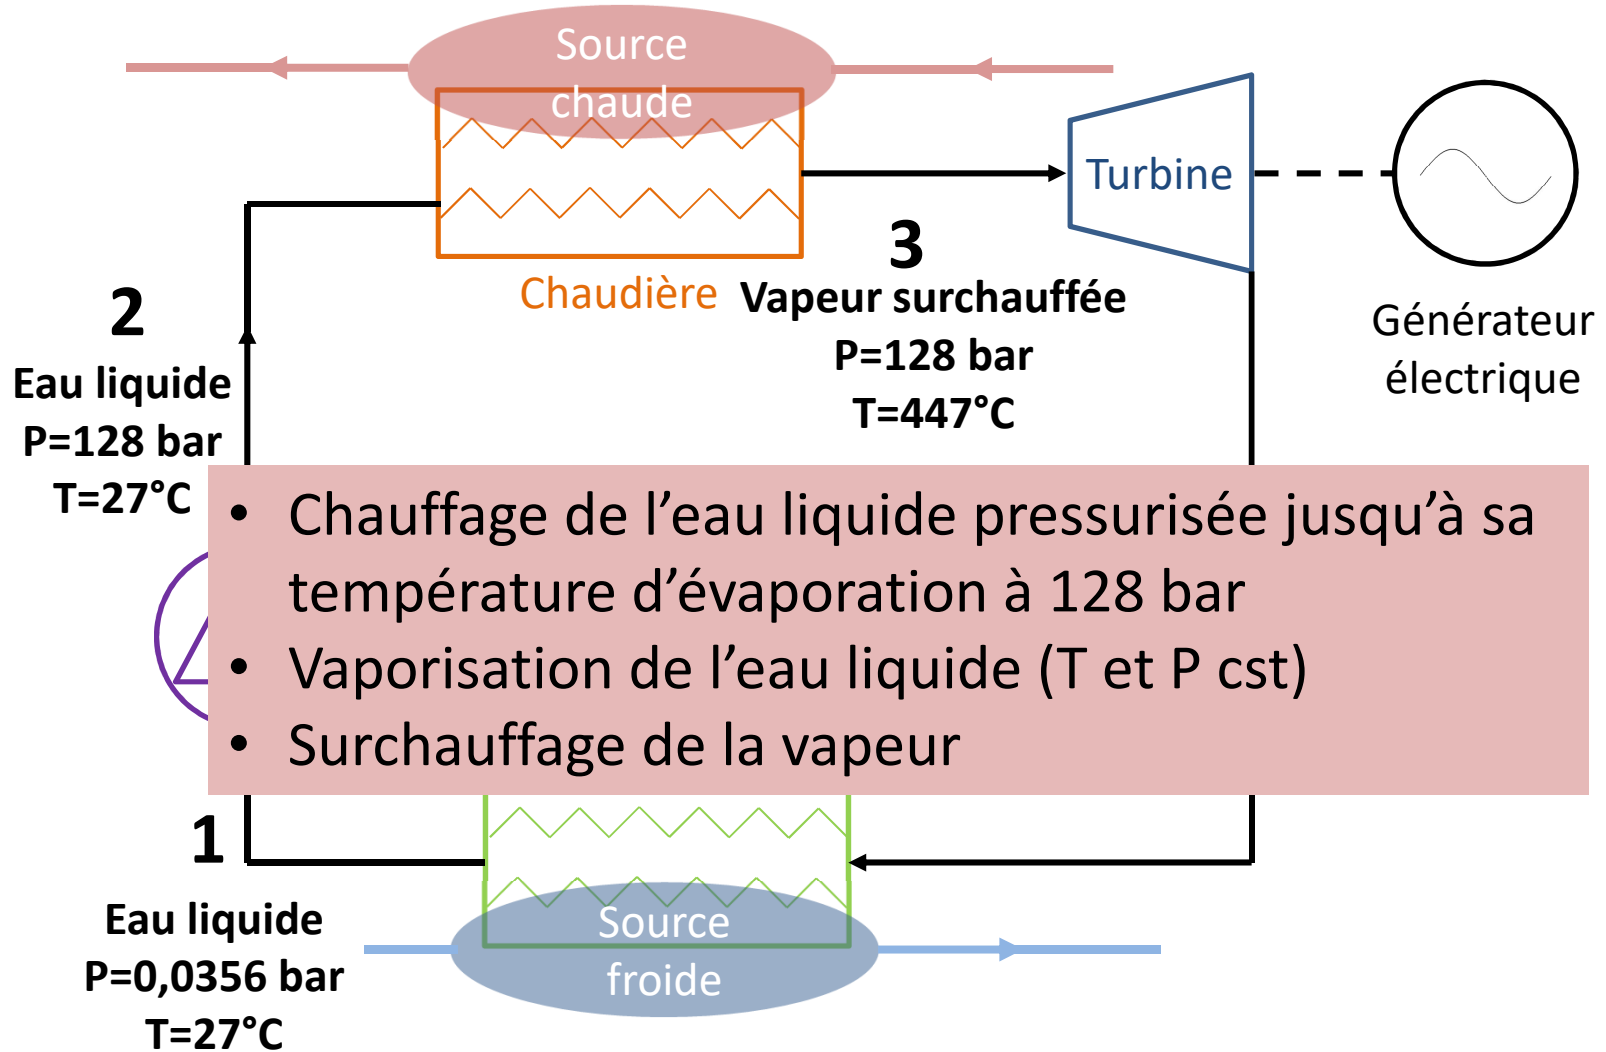 Source
chaude
Turbine
Chaudière
3
Vapeur surchauffée
P=128 bar
T=447°C
Générateur
électrique
2
Eau liquide
P=128 bar
T=27°C
• Chauffage de l’eau liquide pressurisée jusqu’à sa
température d’évaporation à 128 bar
• Vaporisation de l’eau liquide (T et P cst)
• Surchauffage de la vapeur
1
Eau liquide
P=0,0356 bar
T=27°C
Source
froide